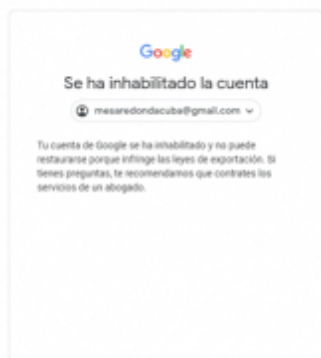 Google
Se ha inhabilitado la cuenta
mesaredondacuba@gmail.com
Tu cuenta de Google se ha inhabilitado y no puede
restaurarse porque infringe las leyes de exportación. Si
tienes preguntas, te recomendamos que contrates los
servicios de un abogado.